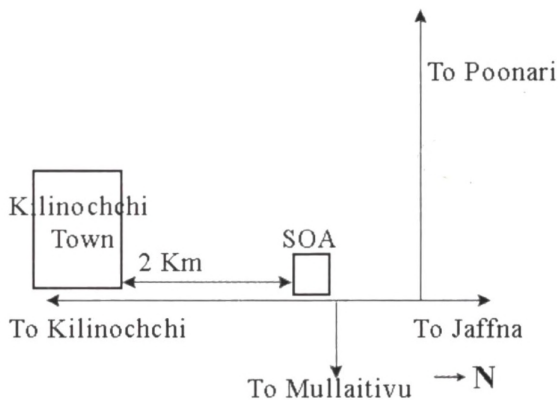 To Poonari
Kilinochchi
Town
SOA
2 Km
To Kilinochchi
To Jaffna
To Mullaitivu
N